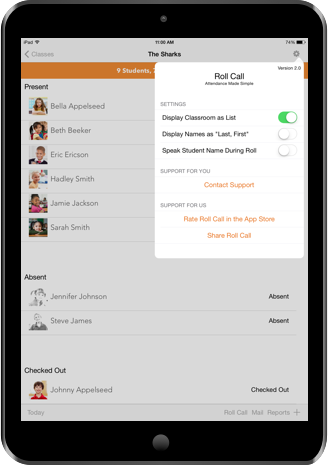 iPad 11:00 AM 74%
Classes The Sharks
9 Students,
Version 2.0
Roll Call
Attendance Made Simple
SETTINGS
Display Classroom as List
Display Names as "Last, First"
Speak Student Name During Roll
SUPPORT FOR YOU
Contact Support
SUPPORT FOR US
Rate Roll Call in the App Store
Share Roll Call
Present
Bella Appelseed
Beth Beeker
Eric Ericson
Hadley Smith
Jamie Jackson
Sarah Smith
Absent
Jennifer Johnson Absent
Steve James Absent
Checked Out
Johnny Appelseed Checked Out
Today Roll Call Mail Reports